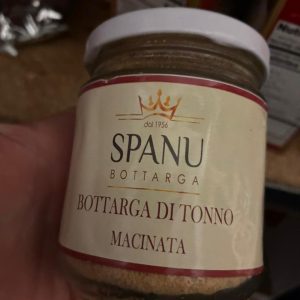 dal 1956
SPANU
BOTTARGA
BOTTARGA DI TONNO
MACINATA